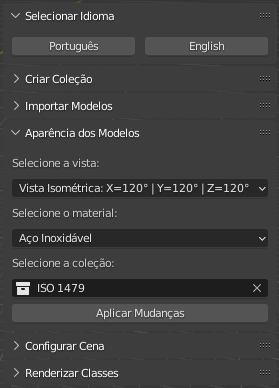 Selecionar Idioma
Português English
Criar Coleção
Importar Modelos
Aparência dos Modelos
Selecione a vista:
Vista Isométrica: X=120° | Y=120° | Z=120°
Selecione o material:
Aço Inoxidável
Selecione a coleção:
ISO 1479
Aplicar Mudanças
Configurar Cena
Renderizar Classes